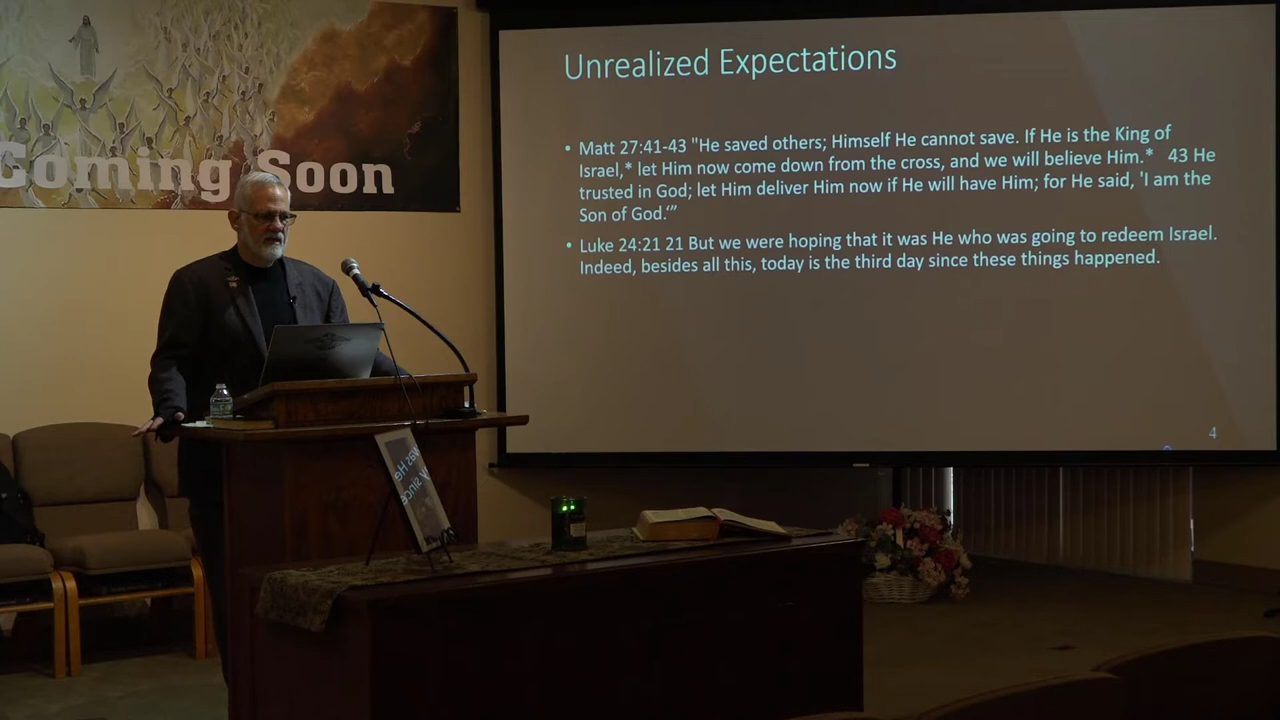 Coming Soon
Unrealized Expectations
• Matt 27:41-43 "He saved others; Himself He cannot save. If He is the King of
Israel,* let Him now come down from the cross, and we will believe Him.* 43 He
trusted in God; let Him deliver Him now if He will have Him; for He said, 'I am the
Son of God.'"
• Luke 24:21 21 But we were hoping that it was He who was going to redeem Israel.
Indeed, besides all this, today is the third day since these things happened.
4
was He
since